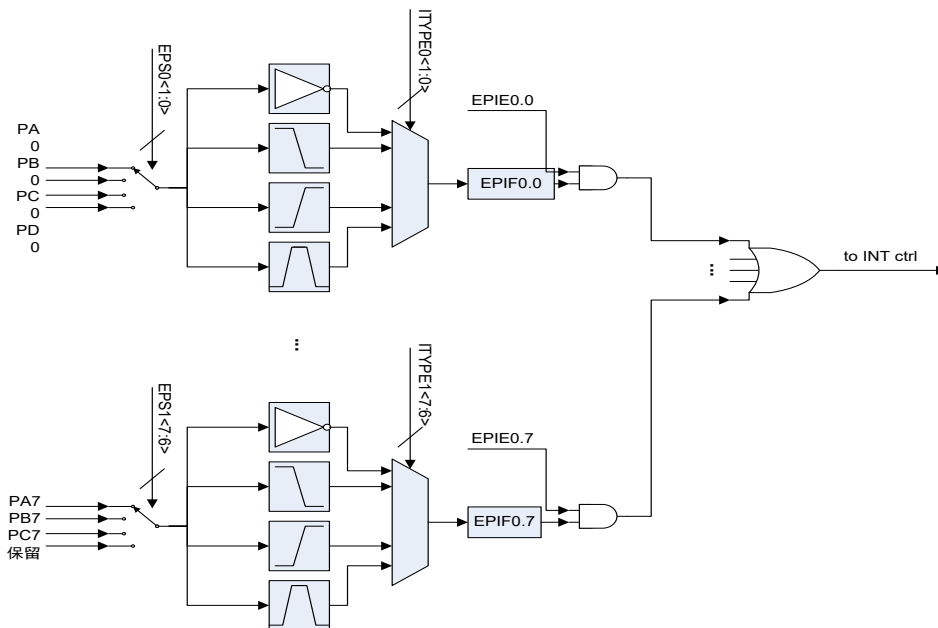 EPS0<1:0>
ITYPE0<1:0>
EPIE0.0
PA
0
PB
0
PC
0
PD
0
EPIF0.0
to INT ctrl
...
...
EPS1<7:6>
ITYPE1<7:6>
EPIE0.7
PA7
PB7
PC7
保留
EPIF0.7